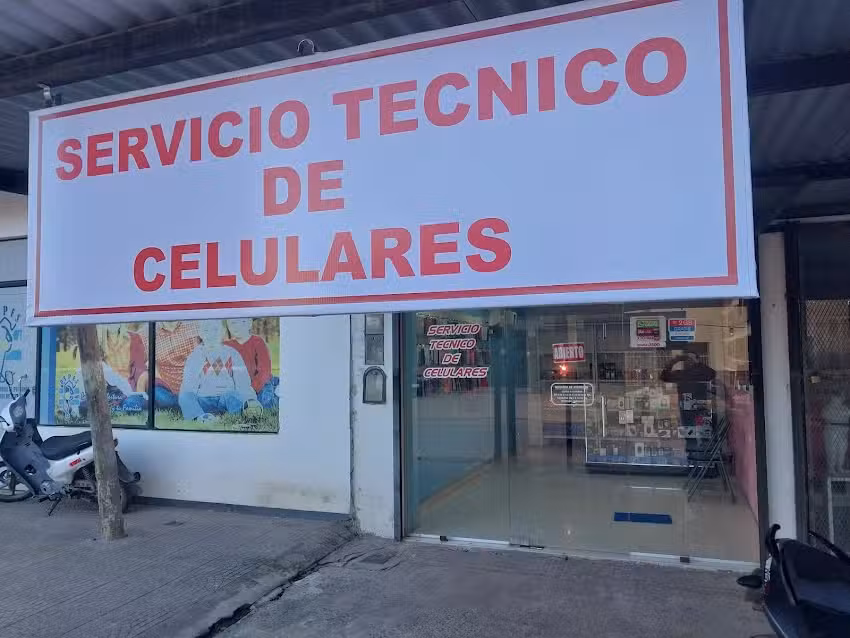 SERVICIO TECNICO
DE
CELULARES
SERVICIO
TECNICO
DE
CELULARES
ABIERTO